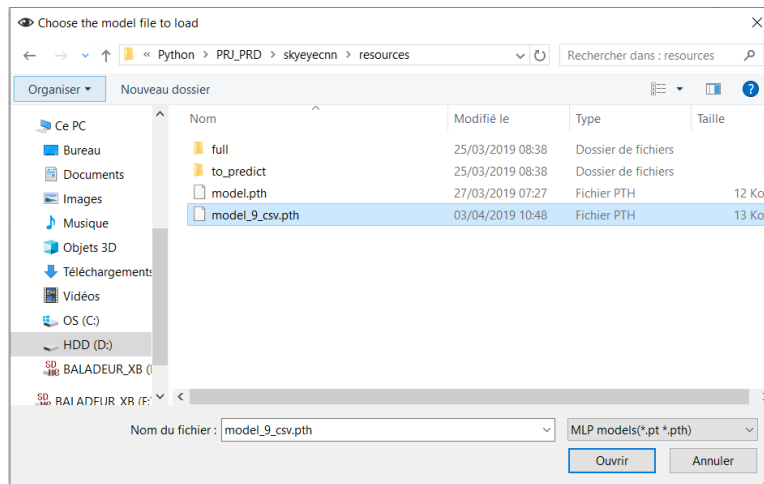 Choose the model file to load
« Python > PRJ_PRD > skyeyecnn > resources
Rechercher dans : resources
Organiser
Nouveau dossier
Nom Modifié le Type Taille
Ce PC
Bureau
Documents
Images
Musique
Objets 3D
Téléchargements
Vidéos
OS (C:)
HDD (D:)
BALADEUR_XB (
BALADEUR_XB (F:
full 25/03/2019 08:38 Dossier de fichiers
to_predict 25/03/2019 08:38 Dossier de fichiers
model.pth 27/03/2019 07:27 Fichier PTH 12 Ko
model_9_csv.pth 03/04/2019 10:48 Fichier PTH 13 Ko
Nom du fichier : model_9_csv.pth
MLP models(*.pt *.pth)
Ouvrir Annuler